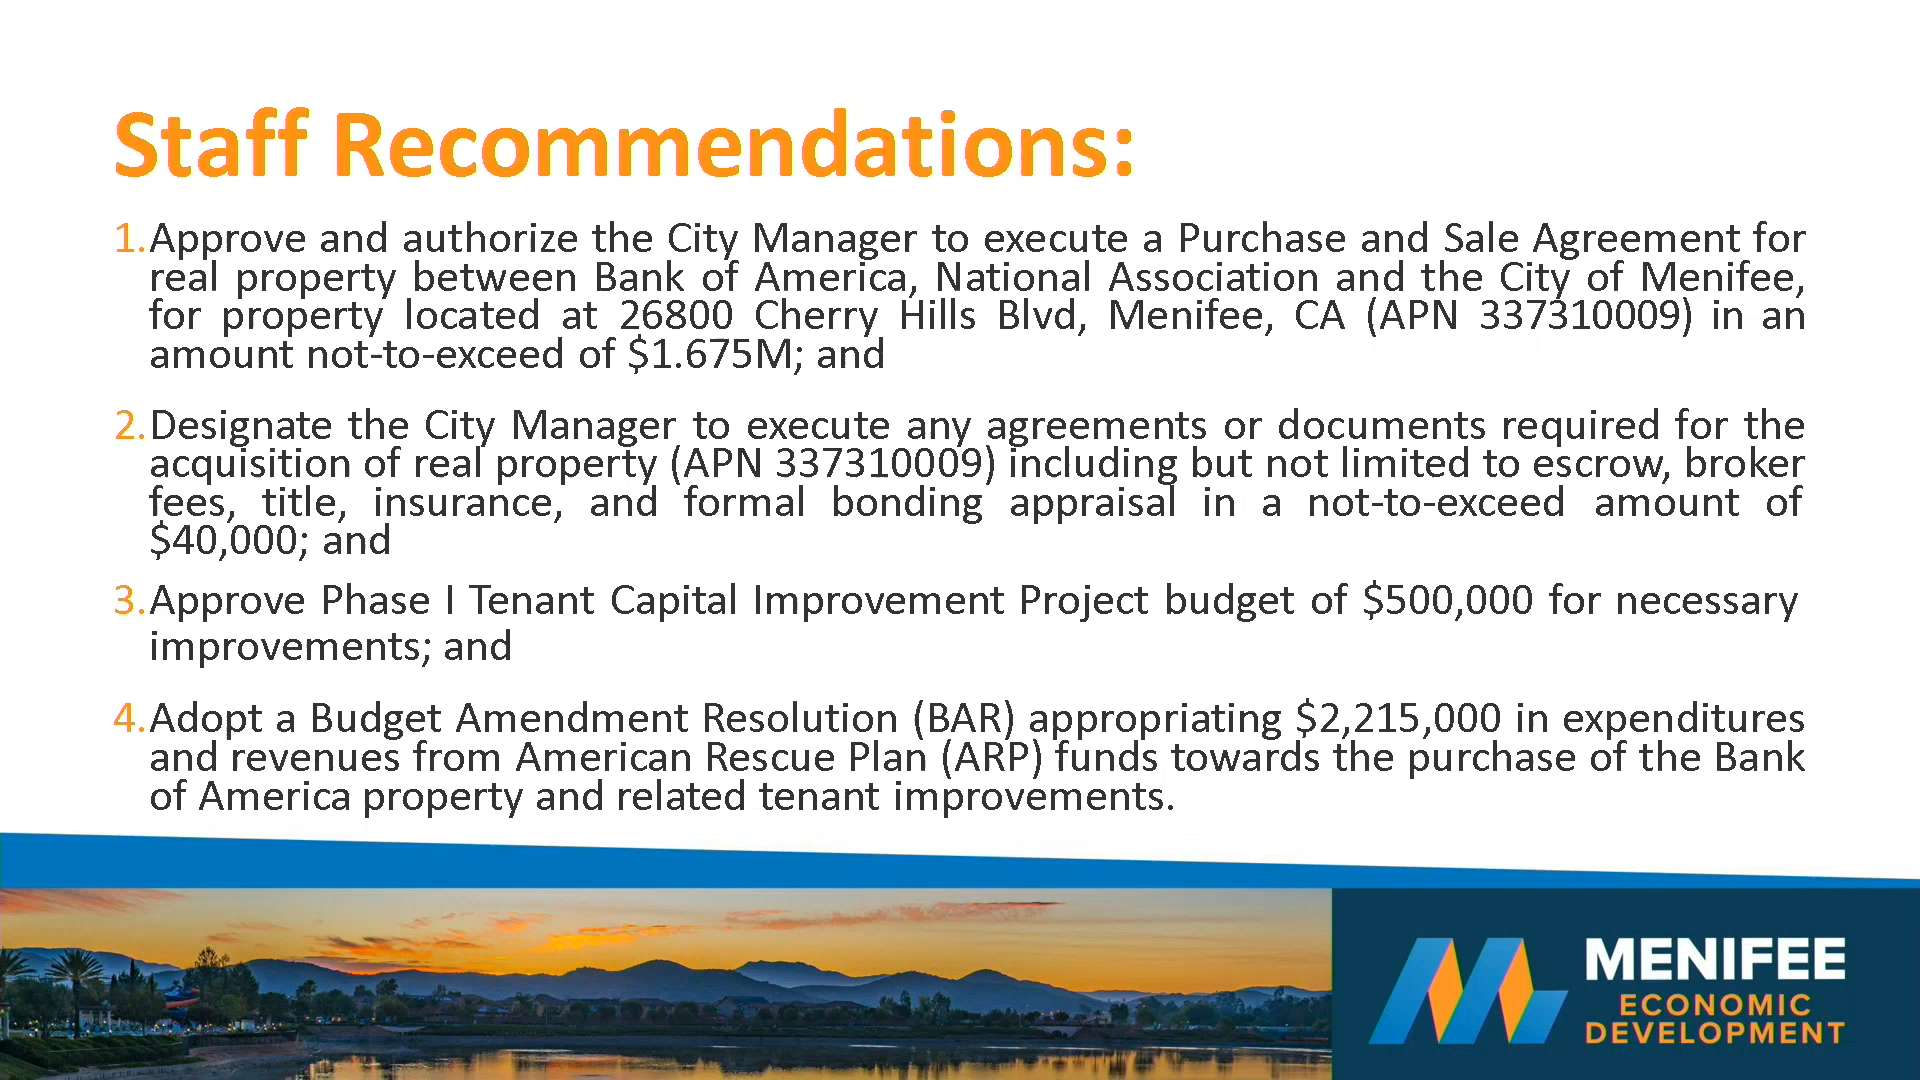 Staff Recommendations:
1.Approve and authorize the City Manager to execute a Purchase and Sale Agreement for
real property between Bank of America, National Association and the City of Menifee,
for property located at 26800 Cherry Hills Blvd, Menifee, CA (APN 337310009) in an
amount not-to-exceed of $1.675M; and
2.Designate the City Manager to execute any agreements or documents required for the
acquisition of real property (APN 337310009) including but not limited to escrow, broker
fees, title, insurance, and formal bonding appraisal in a not-to-exceed amount of
$40,000; and
3.Approve Phase I Tenant Capital Improvement Project budget of $500,000 for necessary
improvements; and
4.Adopt a Budget Amendment Resolution (BAR) appropriating $2,215,000 in expenditures
and revenues from American Rescue Plan (ARP) funds towards the purchase of the Bank
of America property and related tenant improvements.
MENIFEE
ECONOMIC
DEVELOPMENT